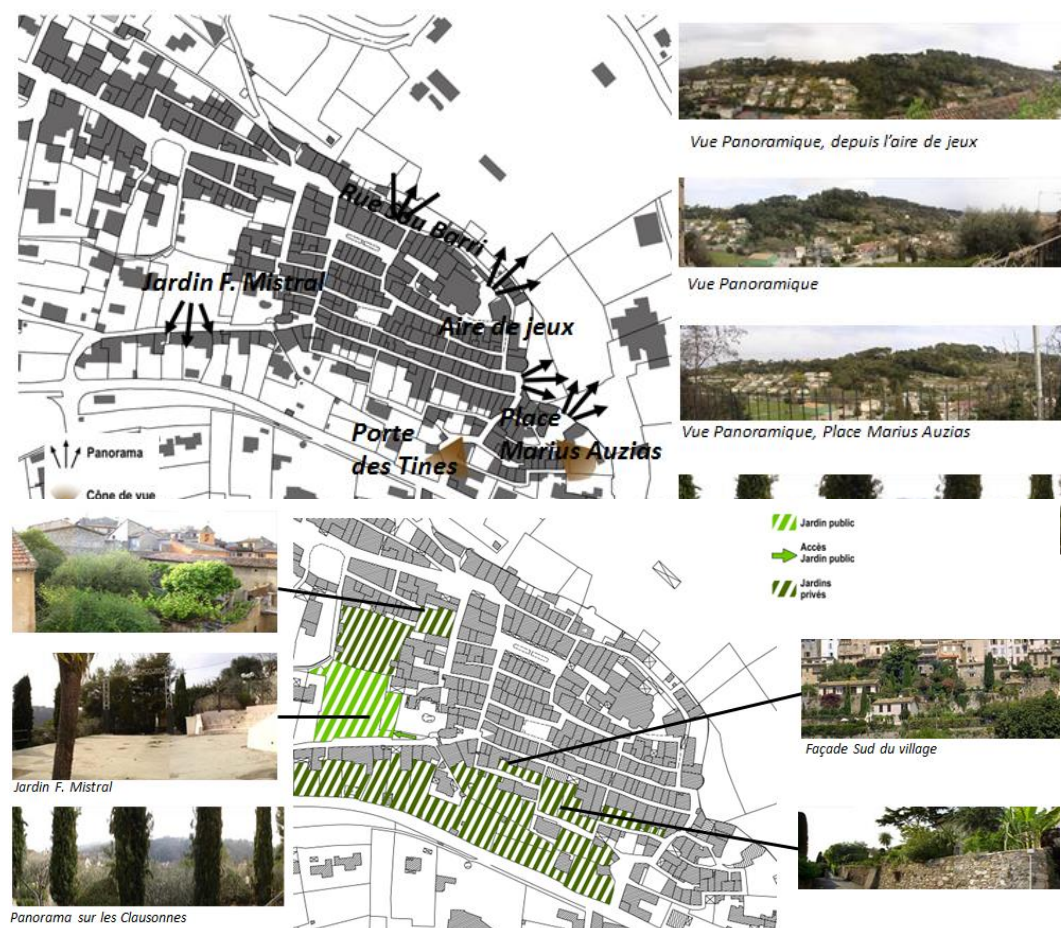 Rue Sou Barri
Jardin F. Mistral
Aire de jeux
Place
Marius Auzias
Porte
des Tines
Panorama
Cône de vue
Vue Panoramique, depuis l'aire de jeux
Vue Panoramique
Vue Panoramique, Place Marius Auzias
Jardin public
Accès
Jardin public
Jardins
privés
Jardin F. Mistral
Façade Sud du village
Panorama sur les Clausonnes